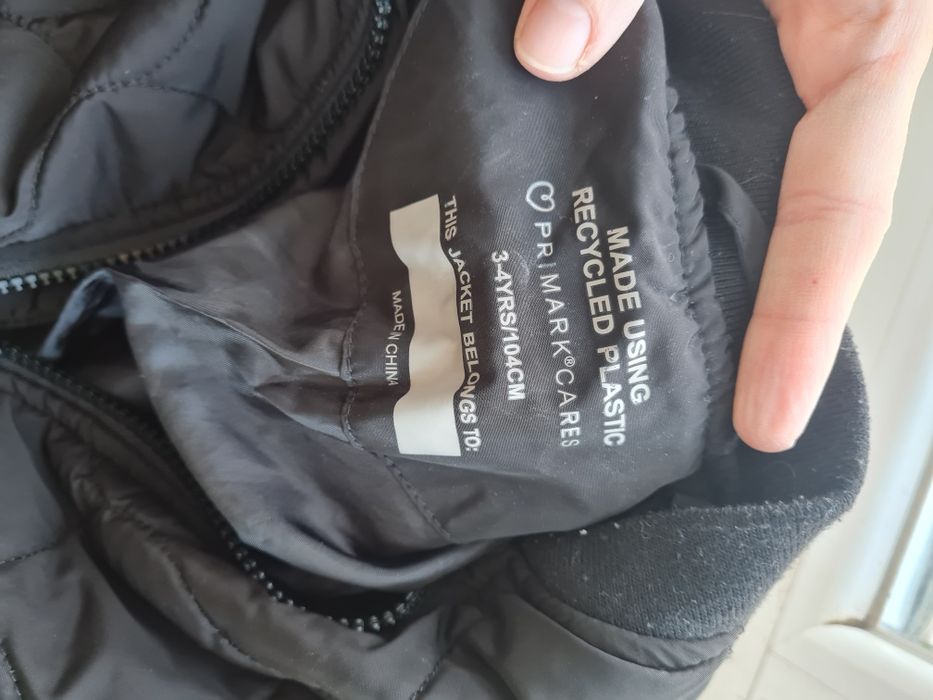 MADE USING
RECYCLED PLASTIC
PRIMARK® CARES
3-4YRS/104CM
THIS JACKET BELONGS TO:
MADE IN CHINA